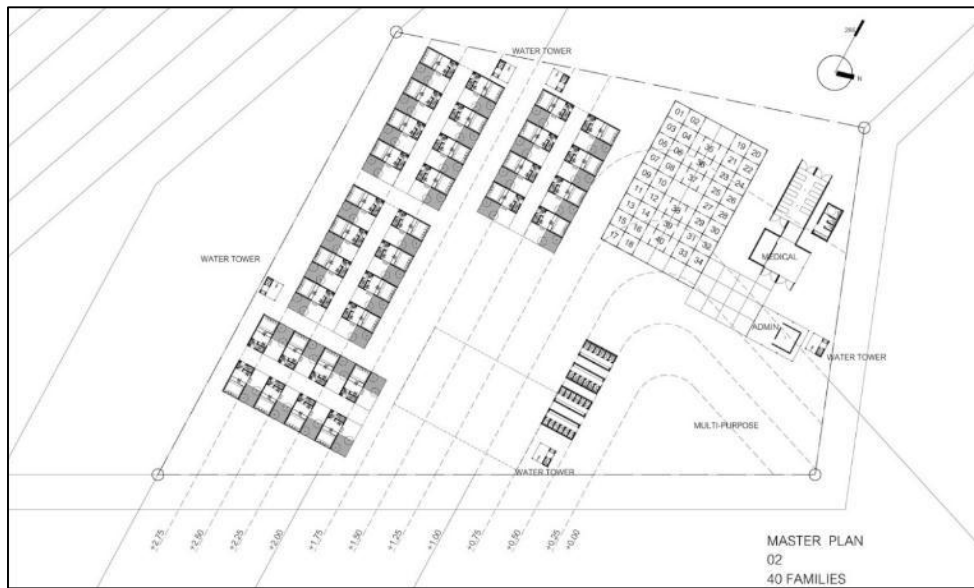 WATER TOWER
N
01 02 19 20
03 04 35 21 22
05 06 36 23 24
07 08 37 25 26
09 10 27 28
11 12 38 29 30
13 14 39 31 32
15 16 40 33 34
17 18
MEDICAL
WATER TOWER
ADMIN
WATER TOWER
MULTI-PURPOSE
WATER TOWER
+2,75
+2,50
+2,25
+2,00
+1,75
+1,50
+1,25
+1,00
+0,75
+0,50
+0,25
+0,00
MASTER PLAN
02
40 FAMILIES